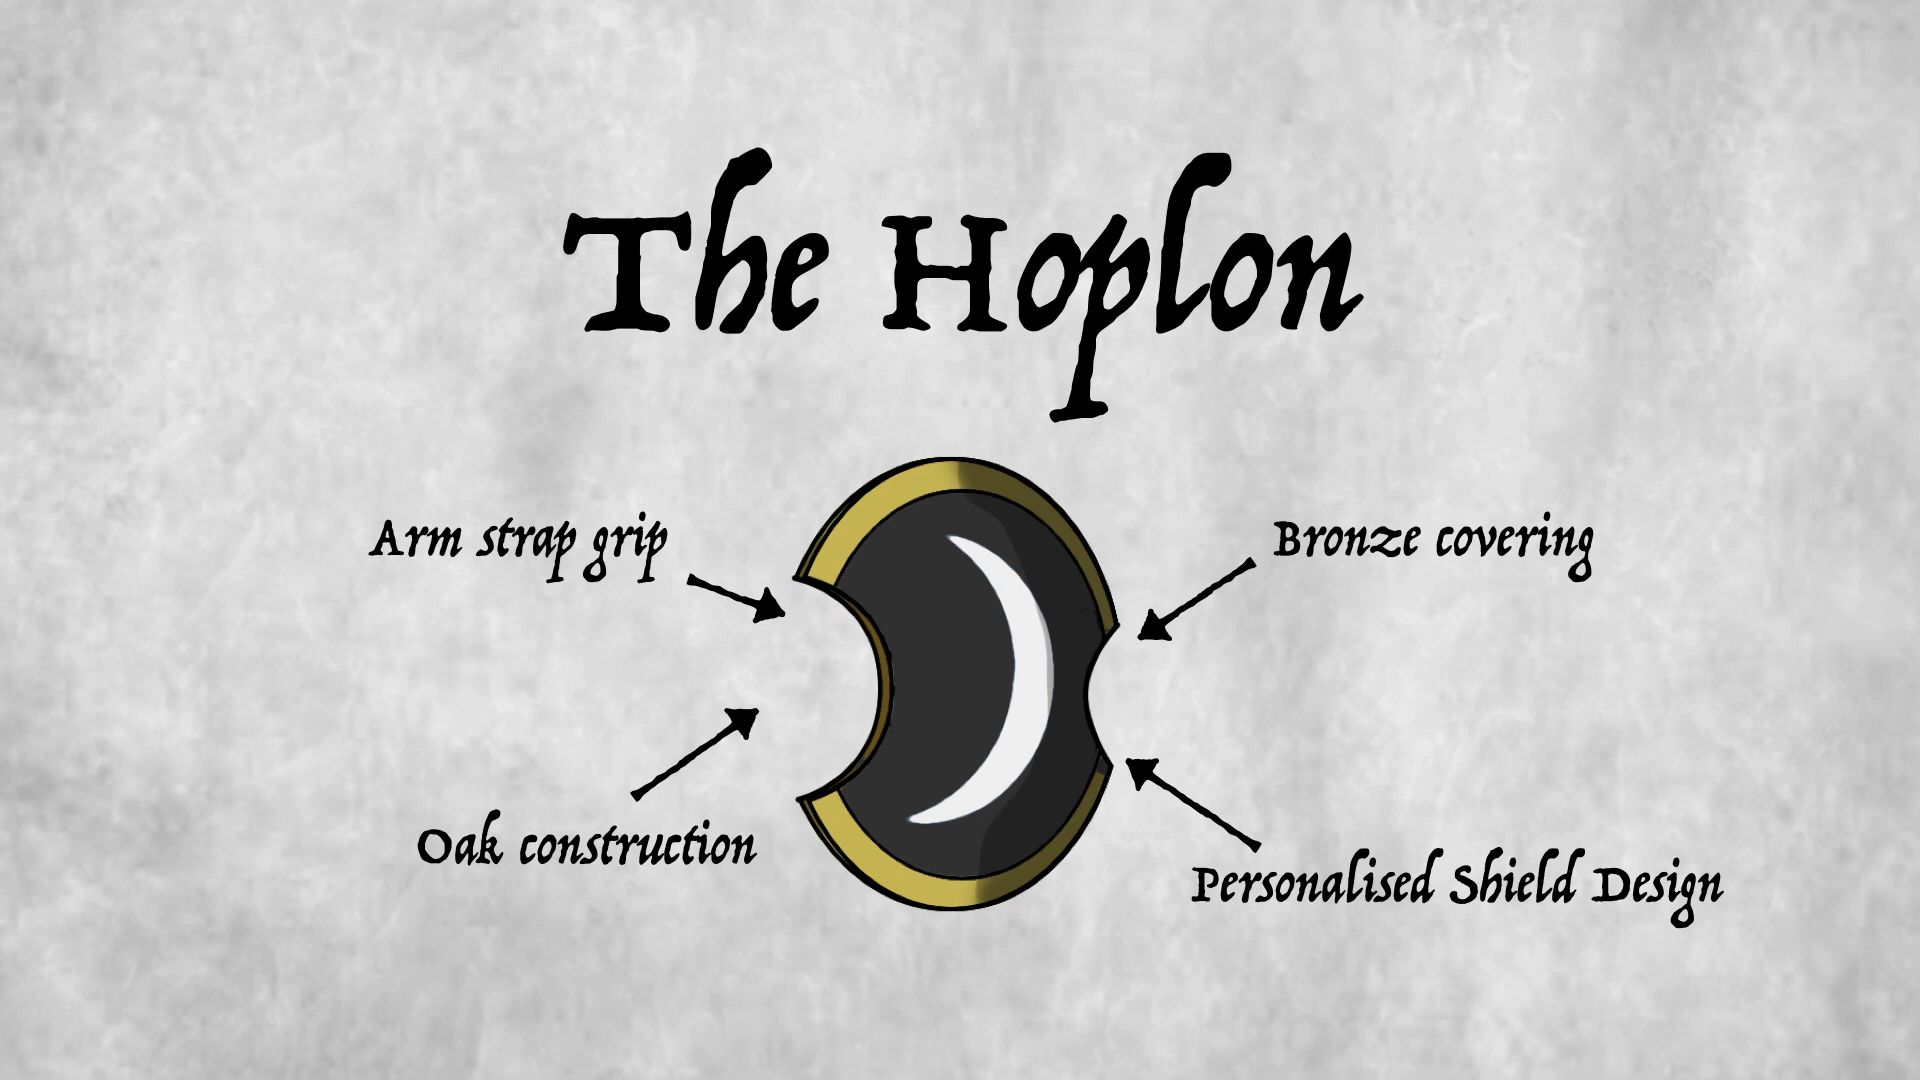 The Hoplon
Arm strap grip
Bronze covering
Oak construction
Personalised Shield Design